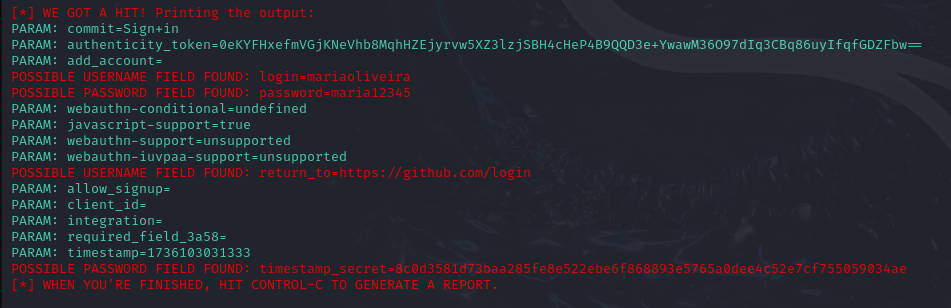 [*] WE GOT A HIT! Printing the output:
PARAM: commit=Sign+in
PARAM: authenticity_token=0eKYFHxefmVGjKNeVhb8MqhHZEjyrvw5XZ3lzjSBH4cHeP4B9QQD3e+YwawM36O97dIq3CBq86uyIfqfGDZFbw==
PARAM: add_account=
POSSIBLE USERNAME FIELD FOUND: login=mariaoliveira
POSSIBLE PASSWORD FIELD FOUND: password=maria12345
PARAM: webauthn-conditional=undefined
PARAM: javascript-support=true
PARAM: webauthn-support=unsupported
PARAM: webauthn-iuvpaa-support=unsupported
POSSIBLE USERNAME FIELD FOUND: return_to=https://github.com/login
PARAM: allow_signup=
PARAM: client_id=
PARAM: integration=
PARAM: required_field_3a58=
PARAM: timestamp=1736103031333
POSSIBLE PASSWORD FIELD FOUND: timestamp_secret=8c0d3581d73baa285fe8e522ebe6f868893e5765a0dee4c52e7cf755059034ae
[*] WHEN YOU'RE FINISHED, HIT CONTROL-C TO GENERATE A REPORT.